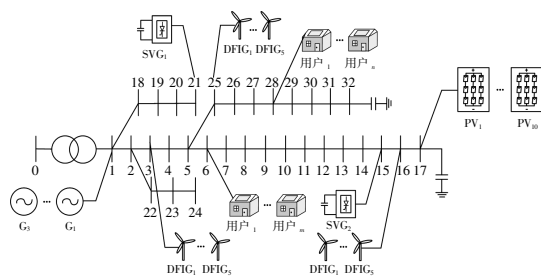 SVG₁
DFIG₁ DFIG₅
用户 ₁ 用户 ₙ
18 19 20 21 25 26 27 28 29 30 31 32
PV₁ PV₁₀
0 1 2 3 4 5 6 7 8 9 10 11 12 13 14 15 16 17
22 23 24
G₃ G₁
用户 ₁ 用户 ₘ
SVG₂
DFIG₁ DFIG₅
DFIG₁ DFIG₅